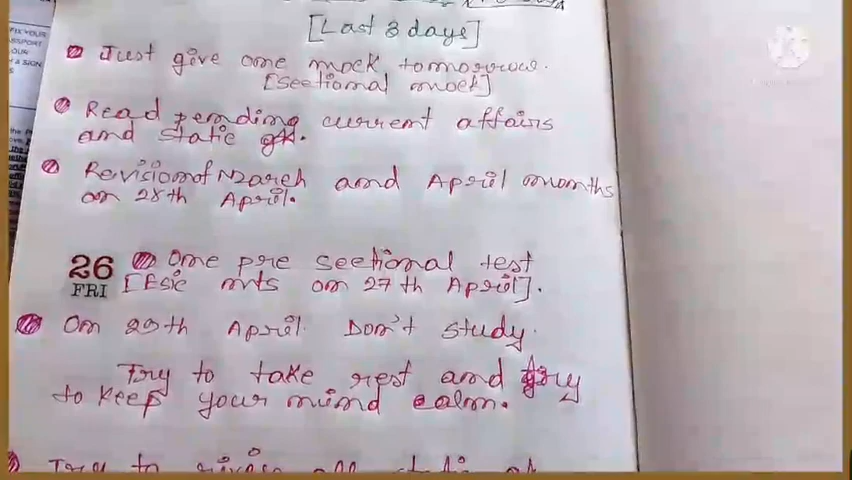 [Last 3 days]
Just give one mock tomorrow.
[Sectional mock]
Read pending current affairs
and static gk.
Revision of March and April months
on 28th April.
26 One pre sectional test
FRI [Esic mts on 27th April].
On 29th April Don't study.
Try to take rest and try
to keep your mind calm.
Try to